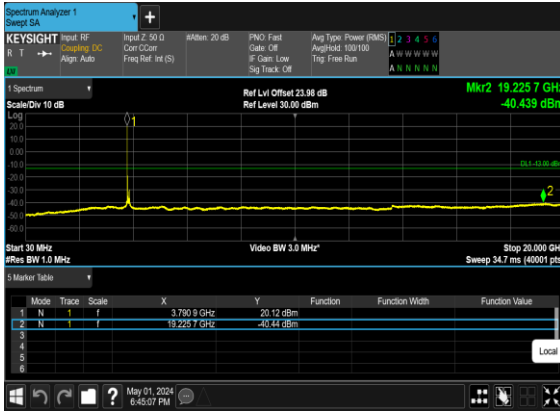 Spectrum Analyzer 1
Swept SA
+
KEYSIGHT
R T
Input: RF
Coupling: DC
Align: Auto
Input Z: 50 Ω
Corr CCorr
Freq Ref: Int (S)
#Atten: 20 dB
PNO: Fast
Gate: Off
IF Gain: Low
Sig Track: Off
Avg Type: Power (RMS)
Avg|Hold: 100/100
Trig: Free Run
1 2 3 4 5 6
A W W W W W
A N N N N N
1 Spectrum
Scale/Div 10 dB
Ref Lvl Offset 23.98 dB
Ref Level 30.00 dBm
Mkr2 19.225 7 GHz
-40.439 dBm
Log
20.0
10.0
0.00
-10.0
-20.0
-30.0
-40.0
-50.0
-60.0
1
DL1 -13.00 dBm
2
Start 30 MHz
#Res BW 1.0 MHz
Video BW 3.0 MHz*
Stop 20.000 GHz
Sweep 34.7 ms (40001 pts)
5 Marker Table
Mode Trace Scale X Y Function Function Width Function Value
1 N 1 f 3.790 9 GHz 20.12 dBm
2 N 1 f 19.225 7 GHz -40.44 dBm
3
4
5
6
Local
?
May 01, 2024
6:45:07 PM